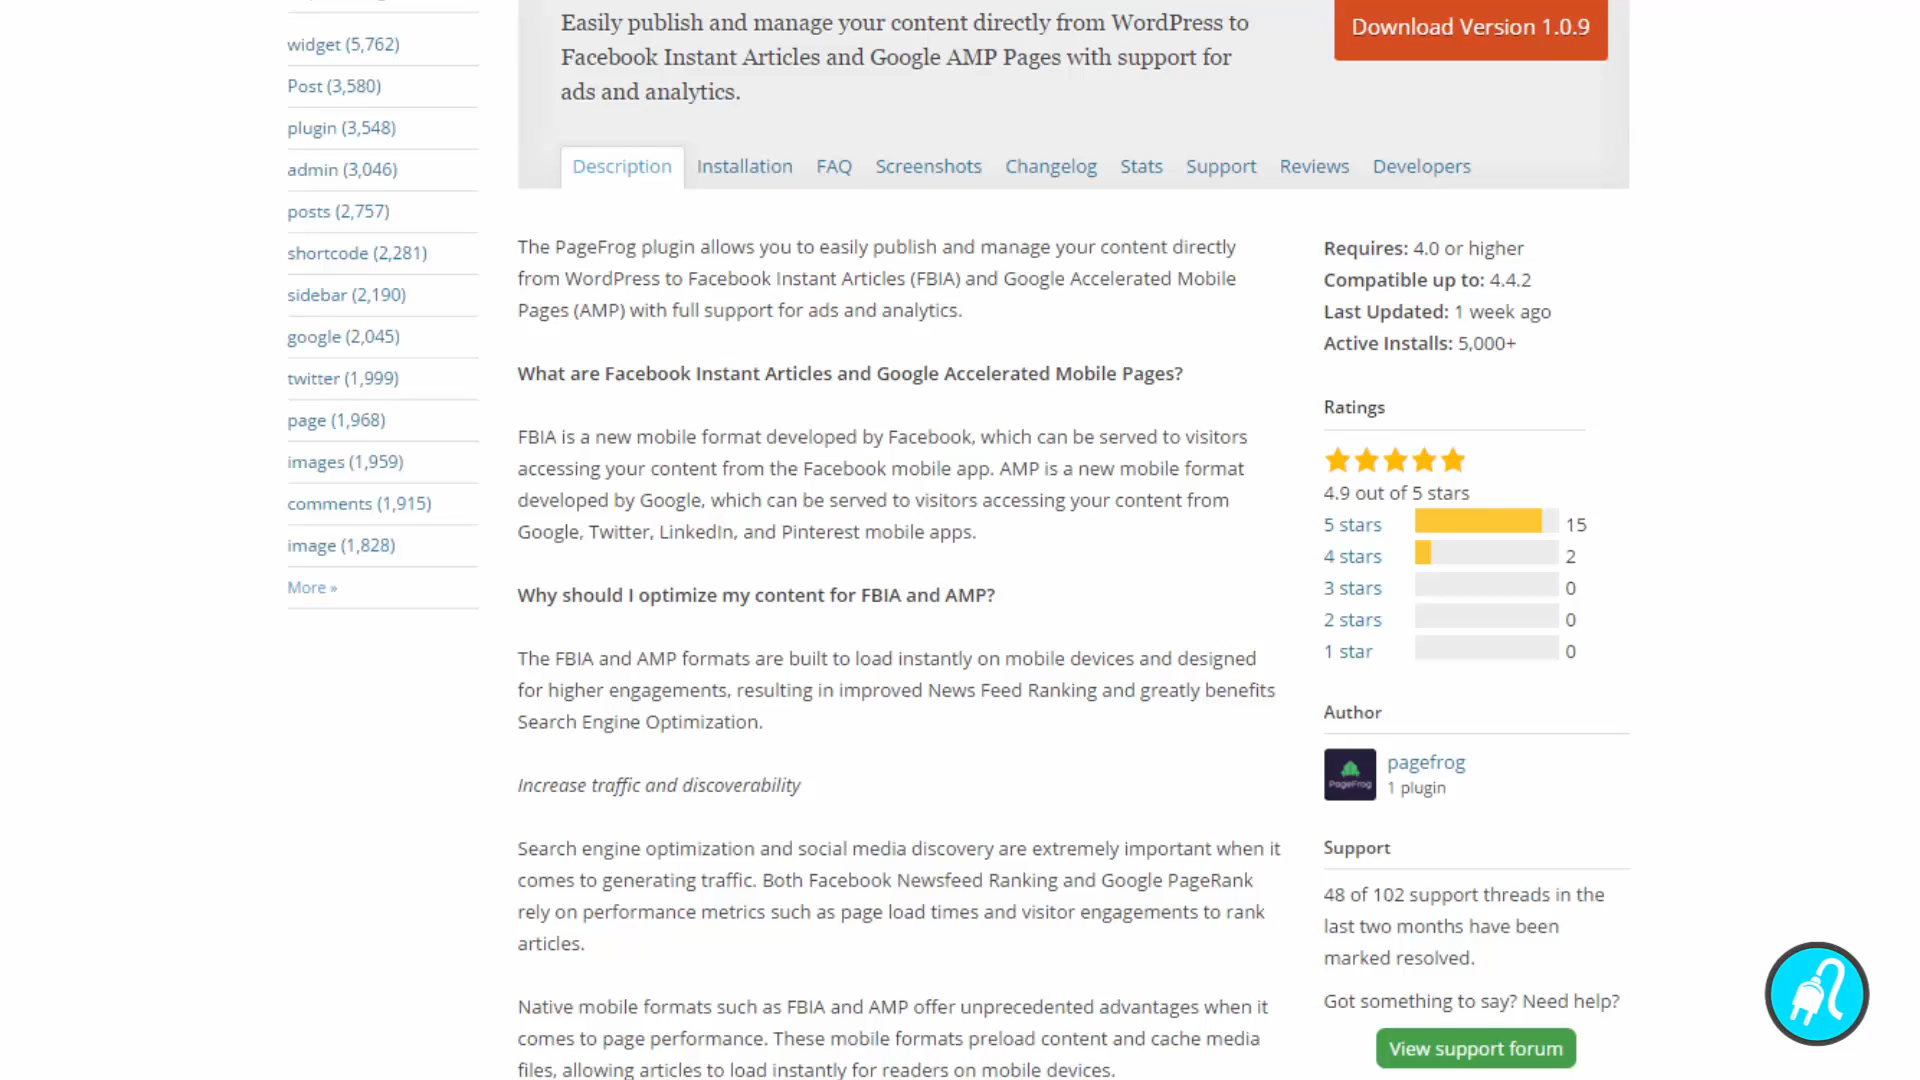 widget (5,762)
Post (3,580)
plugin (3,548)
admin (3,046)
posts (2,757)
shortcode (2,281)
sidebar (2,190)
google (2,045)
twitter (1,999)
page (1,968)
images (1,959)
comments (1,915)
image (1,828)
More »
Easily publish and manage your content directly from WordPress to
Facebook Instant Articles and Google AMP Pages with support for
ads and analytics.
Download Version 1.0.9
Description Installation FAQ Screenshots Changelog Stats Support Reviews Developers
The PageFrog plugin allows you to easily publish and manage your content directly
from WordPress to Facebook Instant Articles (FBIA) and Google Accelerated Mobile
Pages (AMP) with full support for ads and analytics.
What are Facebook Instant Articles and Google Accelerated Mobile Pages?
FBIA is a new mobile format developed by Facebook, which can be served to visitors
accessing your content from the Facebook mobile app. AMP is a new mobile format
developed by Google, which can be served to visitors accessing your content from
Google, Twitter, LinkedIn, and Pinterest mobile apps.
Why should I optimize my content for FBIA and AMP?
The FBIA and AMP formats are built to load instantly on mobile devices and designed
for higher engagements, resulting in improved News Feed Ranking and greatly benefits
Search Engine Optimization.
Increase traffic and discoverability
Search engine optimization and social media discovery are extremely important when it
comes to generating traffic. Both Facebook Newsfeed Ranking and Google PageRank
rely on performance metrics such as page load times and visitor engagements to rank
articles.
Native mobile formats such as FBIA and AMP offer unprecedented advantages when it
comes to page performance. These mobile formats preload content and cache media
files, allowing articles to load instantly for readers on mobile devices.
Requires: 4.0 or higher
Compatible up to: 4.4.2
Last Updated: 1 week ago
Active Installs: 5,000+
Ratings
4.9 out of 5 stars
5 stars 15
4 stars 2
3 stars 0
2 stars 0
1 star 0
Author
PageFrog
pagefrog
1 plugin
Support
48 of 102 support threads in the
last two months have been
marked resolved.
Got something to say? Need help?
View support forum